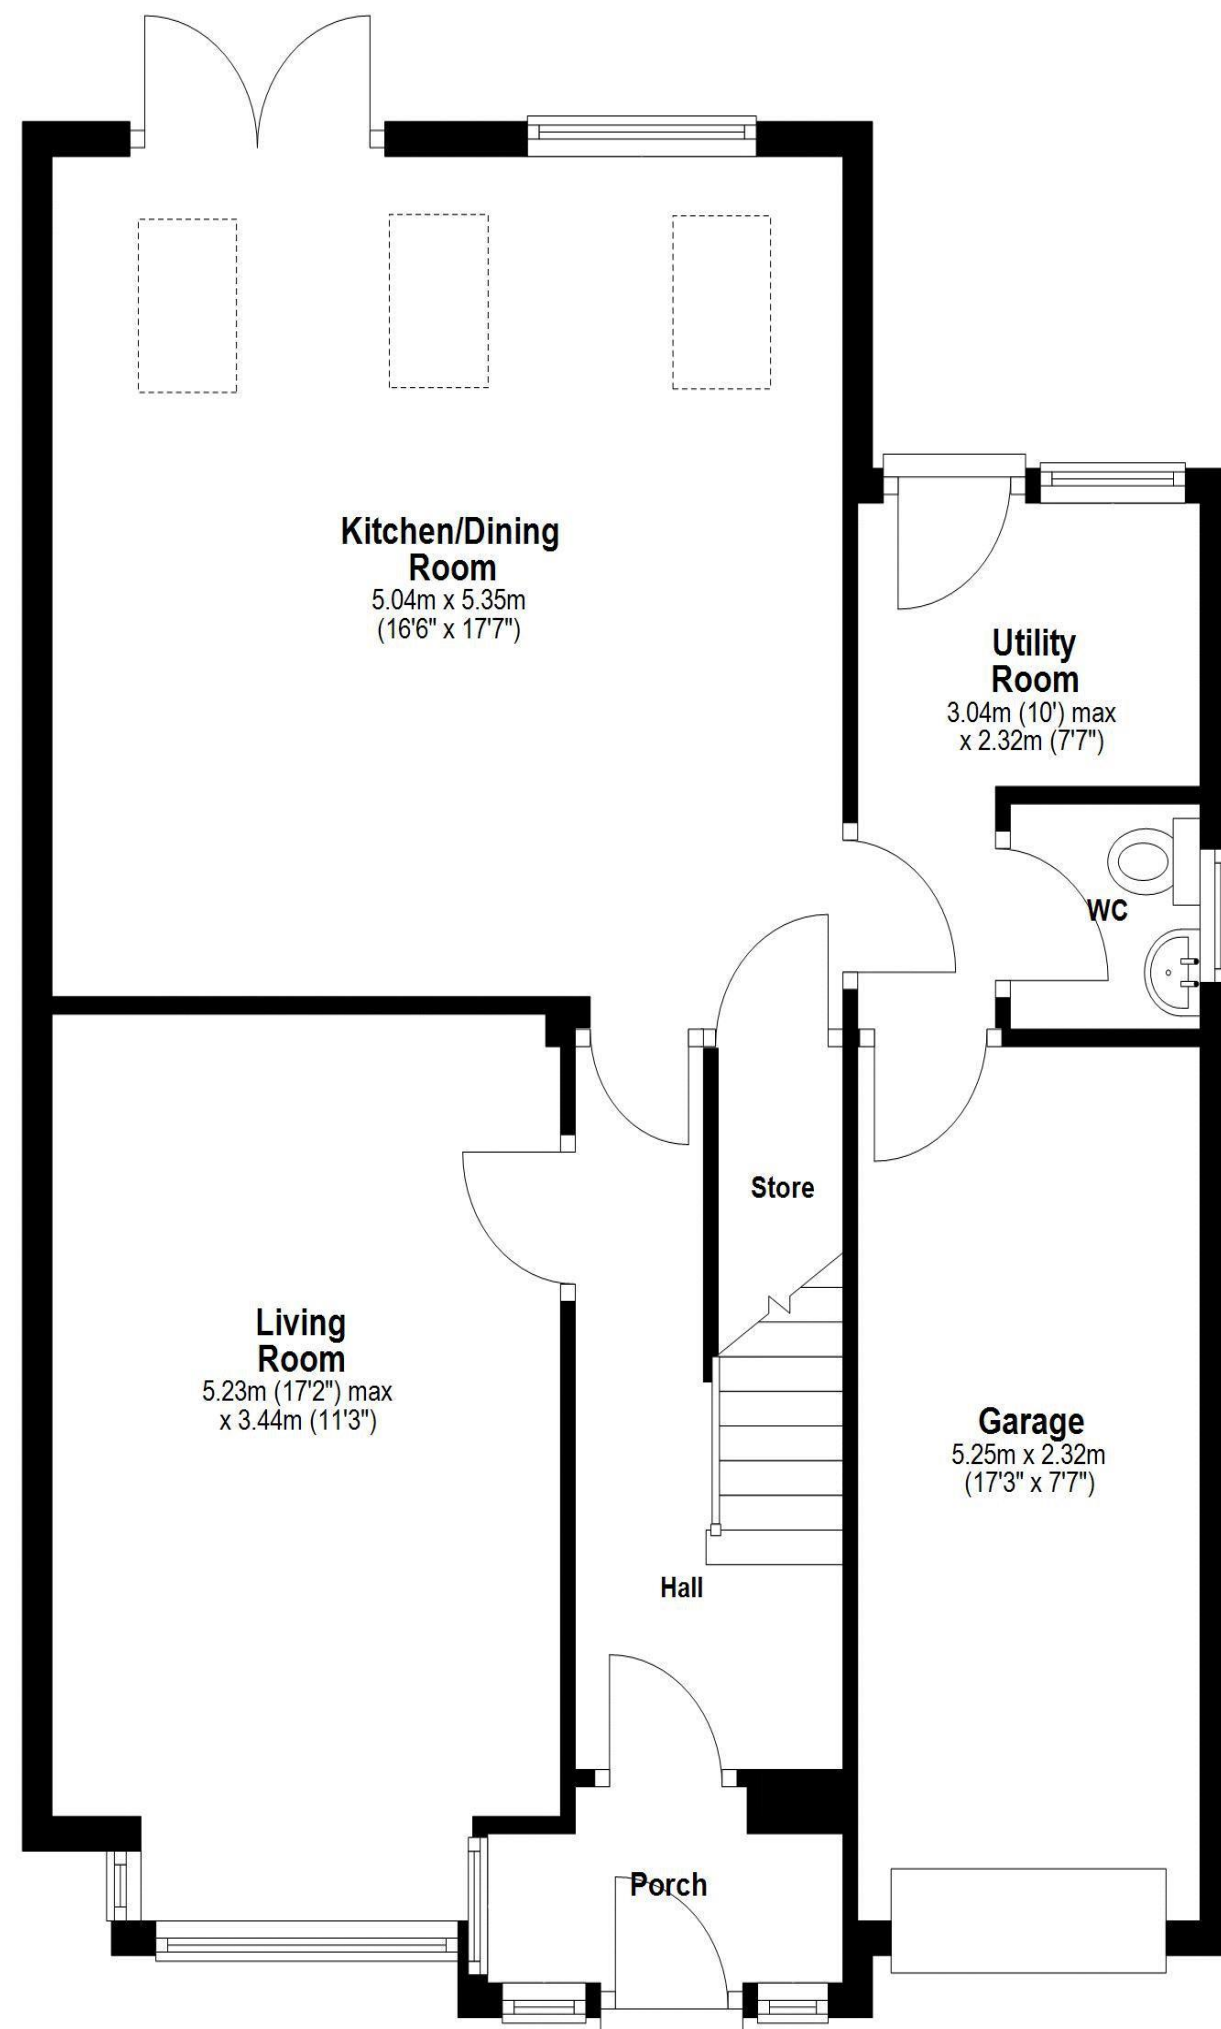 Kitchen/Dining
Room
5.04m x 5.35m
(16'6" x 17'7")
Utility
Room
3.04m (10') max
x 2.32m (7'7")
WC
Store
Living
Room
5.23m (17'2") max
x 3.44m (11'3")
Garage
5.25m x 2.32m
(17'3" x 7'7")
Hall
Porch